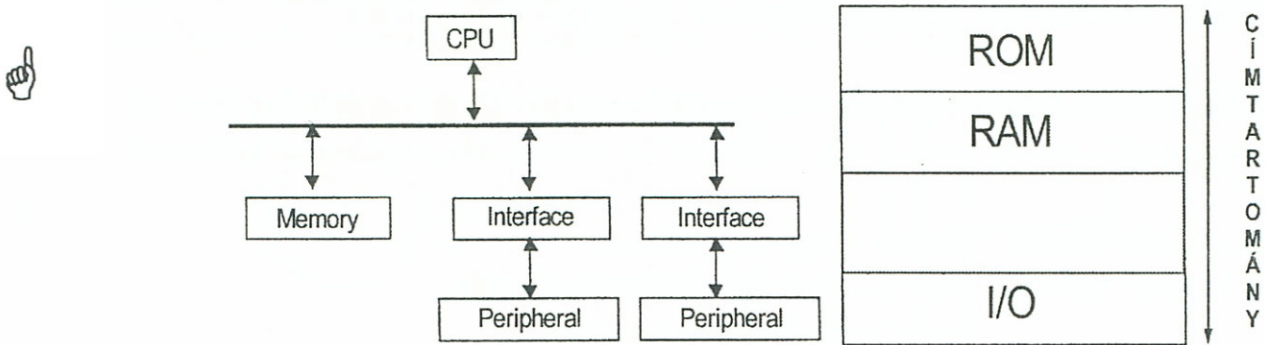 CPU
Memory
Interface
Interface
Peripheral
Peripheral
ROM
RAM
I/O
CÍMTARTOMÁNY